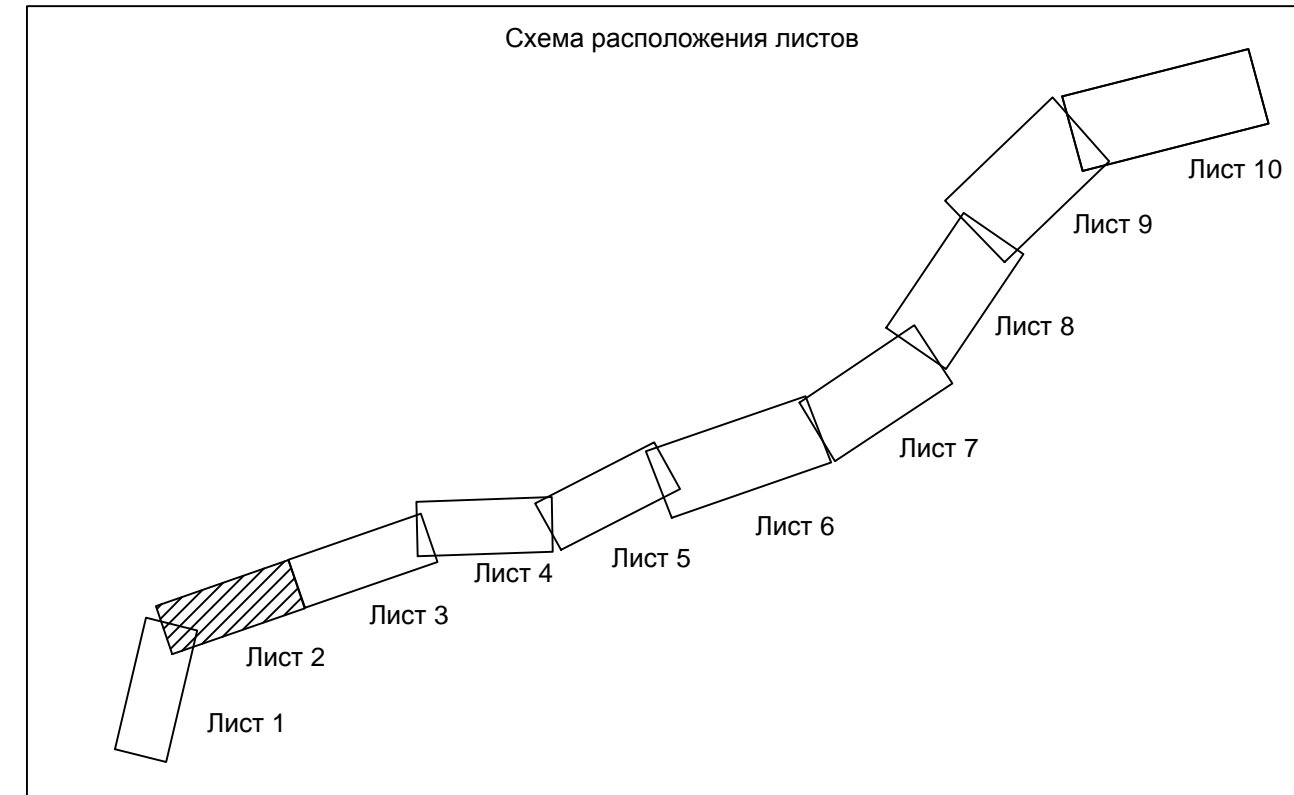 Схема расположения листов
Лист 10
Лист 9
Лист 8
Лист 7
Лист 6
Лист 5
Лист 4
Лист 3
Лист 2
Лист 1